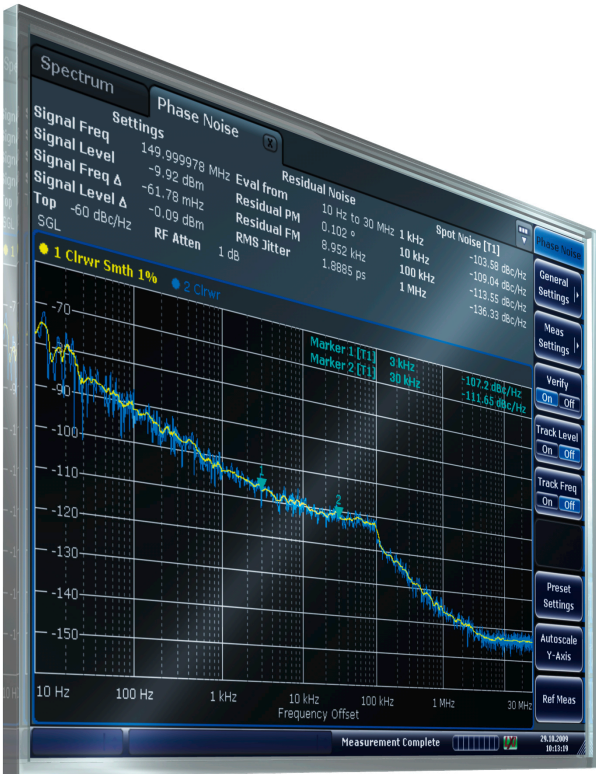 Spectrum
Phase Noise X
Settings
Residual Noise
Spot Noise [T1]
Signal Freq 149.999978 MHz Eval from 10 Hz to 30 MHz 1 kHz -103.58 dBc/Hz
Signal Level -9.92 dBm Residual PM 0.102 ° 10 kHz -109.04 dBc/Hz
Signal Freq Δ -61.78 mHz Residual FM 8.952 kHz 100 kHz -113.55 dBc/Hz
Signal Level Δ -0.09 dBm RMS Jitter 1.8885 ps 1 MHz -136.33 dBc/Hz
Top -60 dBc/Hz RF Atten 1 dB
SGL
1 Clrwr Smth 1% 2 Clrwr
Marker 1 [T1] 3 kHz -107.2 dBc/Hz
Marker 2 [T1] 30 kHz -111.65 dBc/Hz
-70
-90
-100
-110
-120
-130
-140
-150
1
2
10 Hz 100 Hz 1 kHz 10 kHz 100 kHz 1 MHz 30 MHz
Frequency Offset
Phase Noise
General
Settings
Meas
Settings
Verify
On Off
Track Level
On Off
Track Freq
On Off
Preset
Settings
Autoscale
Y-Axis
Ref Meas
Measurement Complete
29.10.2009
10:13:19